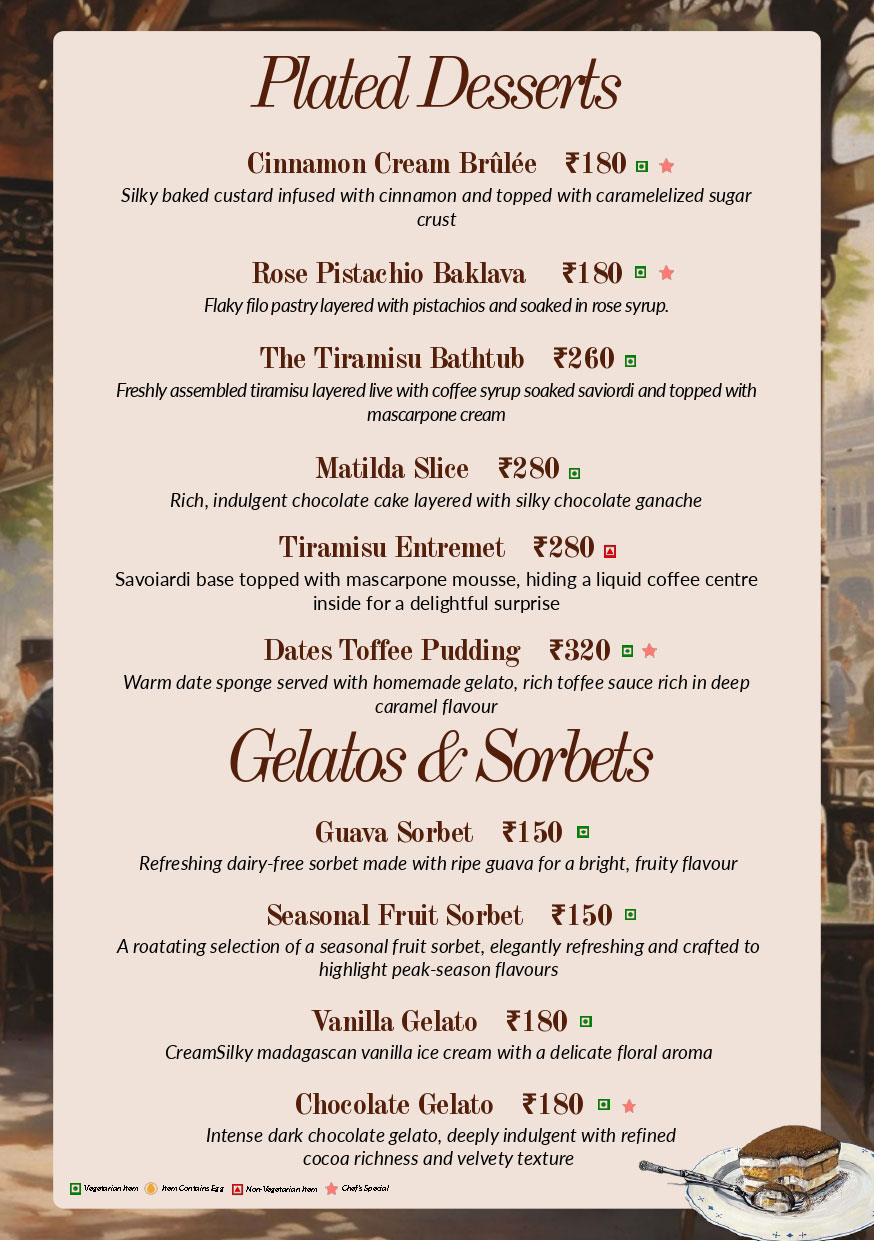 Plated Desserts
Cinnamon Cream Brûlée ₹180
Silky baked custard infused with cinnamon and topped with caramelelized sugar
crust
Rose Pistachio Baklava ₹180
Flaky filo pastry layered with pistachios and soaked in rose syrup.
The Tiramisu Bathtub ₹260
Freshly assembled tiramisu layered live with coffee syrup soaked saviordi and topped with
mascarpone cream
Matilda Slice ₹280
Rich, indulgent chocolate cake layered with silky chocolate ganache
Tiramisu Entremet ₹280
Savoiardi base topped with mascarpone mousse, hiding a liquid coffee centre
inside for a delightful surprise
Dates Toffee Pudding ₹320
Warm date sponge served with homemade gelato, rich toffee sauce rich in deep
caramel flavour
Gelatos & Sorbets
Guava Sorbet ₹150
Refreshing dairy-free sorbet made with ripe guava for a bright, fruity flavour
Seasonal Fruit Sorbet ₹150
A roatating selection of a seasonal fruit sorbet, elegantly refreshing and crafted to
highlight peak-season flavours
Vanilla Gelato ₹180
CreamSilky madagascan vanilla ice cream with a delicate floral aroma
Chocolate Gelato ₹180
Intense dark chocolate gelato, deeply indulgent with refined
cocoa richness and velvety texture
Vegetarian Item Item Contains Egg Non-Vegetarian Item Chef's Special